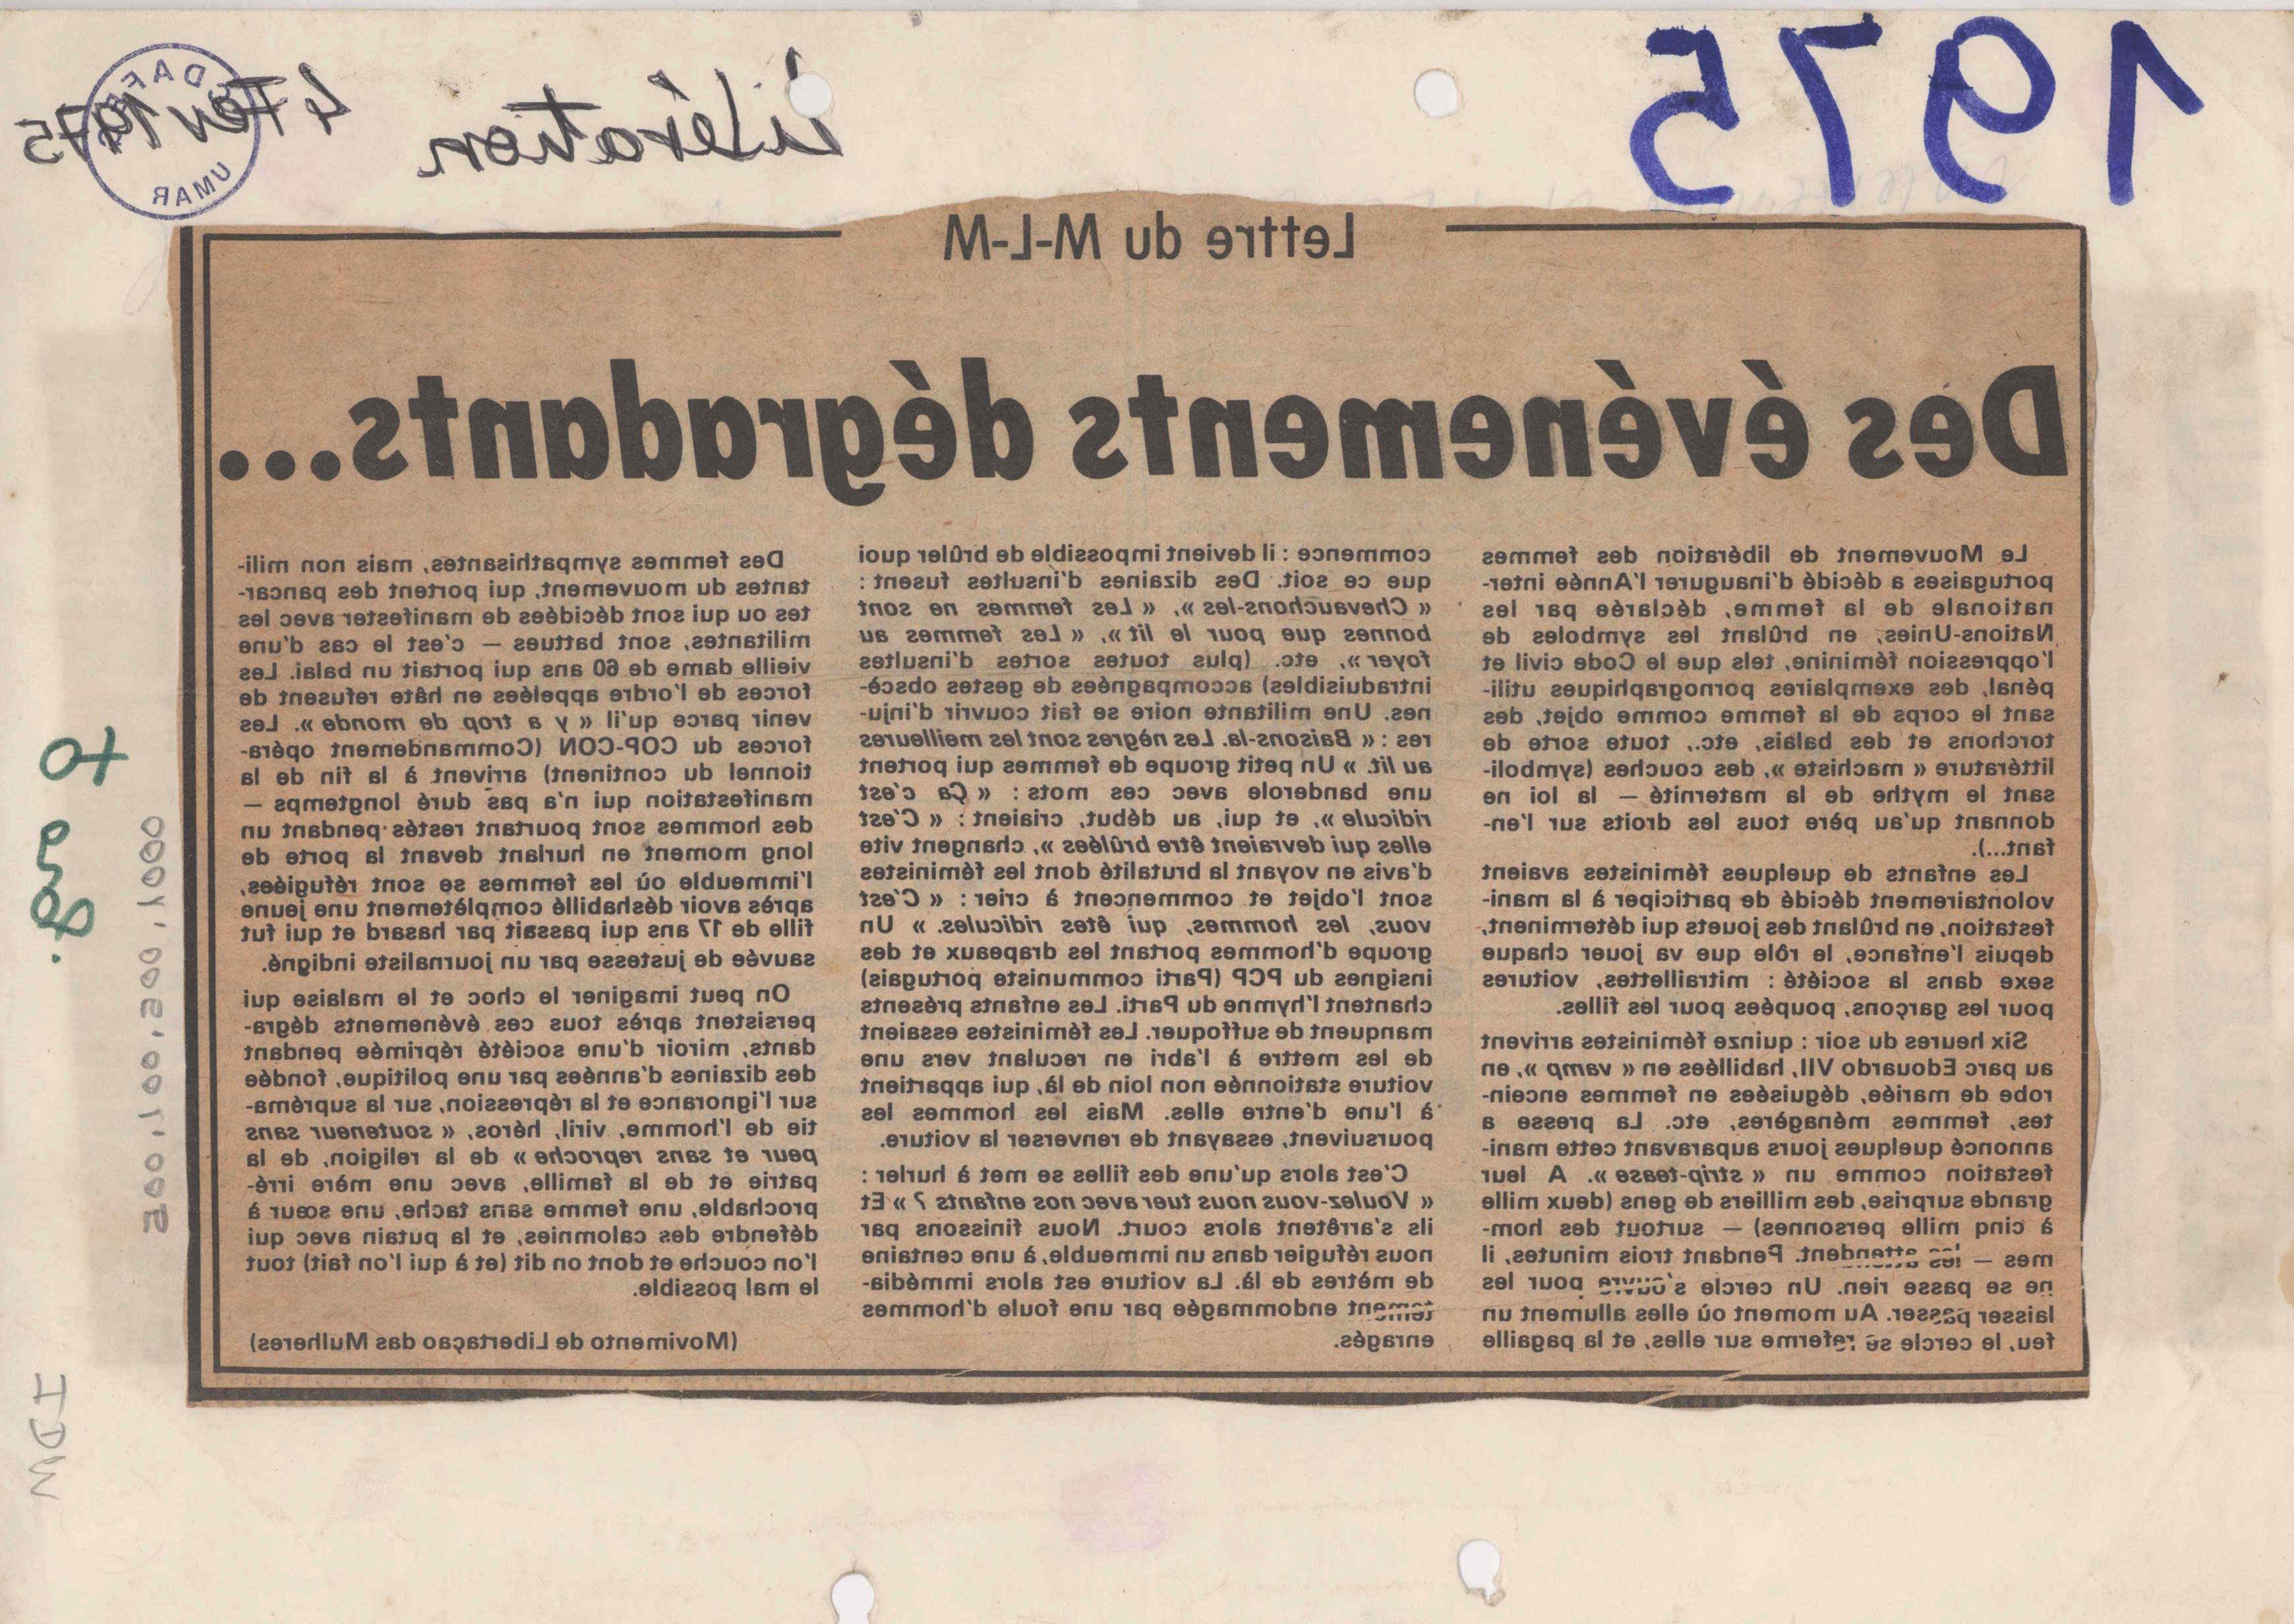 1975
Libération
4 Fev 1975
UMAR
Lettre du M-L-M
Des événements dégradants...
Le Mouvement de libération des femmes
portugaises a décidé d'inaugurer l'Année inter-
nationale de la femme, déclarée par les
Nations-Unies, en brûlant les symboles de
l'oppression féminine, tels que le Code civil et
pénal, des exemplaires pornographiques utili-
sant le corps de la femme comme objet, des
torchons et des balais, etc., toute sorte de
littérature « machiste », des couches (symboli-
sant le mythe de la maternité — la loi ne
donnant qu'au père tous les droits sur l'en-
fant...).
Les enfants de quelques féministes avaient
volontairement décidé de participer à la mani-
festation, en brûlant des jouets qui déterminent,
depuis l'enfance, le rôle que va jouer chaque
sexe dans la société : mitraillettes, voitures
pour les garçons, poupées pour les filles.
Six heures du soir : quinze féministes arrivent
au parc Edouardo VII, habillées en « vamp », en
robe de mariée, déguisées en femmes encein-
tes, femmes ménagères, etc. La presse a
annoncé quelques jours auparavant cette mani-
festation comme un « strip-tease ». A leur
grande surprise, des milliers de gens (deux mille
à cinq mille personnes) — surtout des hom-
mes — les attendent. Pendant trois minutes, il
ne se passe rien. Un cercle s'ouvre pour les
laisser passer. Au moment où elles allument un
feu, le cercle se referme sur elles, et la pagaille
commence : il devient impossible de brûler quoi
que ce soit. Des dizaines d'insultes fusent :
« Chevauchons-les », « Les femmes ne sont
bonnes que pour le lit », « Les femmes au
foyer », etc. (plus toutes sortes d'insultes
intraduisibles) accompagnées de gestes obscè-
nes. Une militante noire se fait couvrir d'inju-
res : « Baisons-la. Les nègres sont les meilleures
au lit. » Un petit groupe de femmes qui portent
une banderole avec ces mots : « Ça c'est
ridicule », et qui, au début, criaient : « C'est
elles qui devraient être brûlées », changent vite
d'avis en voyant la brutalité dont les féministes
sont l'objet et commencent à crier : « C'est
vous, les hommes, qui êtes ridicules. » Un
groupe d'hommes portant les drapeaux et des
insignes du PCP (Parti communiste portugais)
chantent l'hymne du Parti. Les enfants présents
manquent de suffoquer. Les féministes essaient
de les mettre à l'abri en reculant vers une
voiture stationnée non loin de là, qui appartient
à l'une d'entre elles. Mais les hommes les
poursuivent, essayant de renverser la voiture.
C'est alors qu'une des filles se met à hurler :
« Voulez-vous nous tuer avec nos enfants ? » Et
ils s'arrêtent alors court. Nous finissons par
nous réfugier dans un immeuble, à une centaine
de mètres de là. La voiture est alors immédia-
tement endommagée par une foule d'hommes
enragés.
Des femmes sympathisantes, mais non mili-
tantes du mouvement, qui portent des pancar-
tes ou qui sont décidées de manifester avec les
militantes, sont battues — c'est le cas d'une
vieille dame de 60 ans qui portait un balai. Les
forces de l'ordre appelées en hâte refusent de
venir parce qu'il « y a trop de monde ». Les
forces du COP-CON (Commandement opéra-
tionnel du continent) arrivent à la fin de la
manifestation qui n'a pas duré longtemps —
des hommes sont pourtant restés pendant un
long moment en hurlant devant la porte de
l'immeuble où les femmes se sont réfugiées,
après avoir déshabillé complètement une jeune
fille de 17 ans qui passait par hasard et qui fut
sauvée de justesse par un journaliste indigné.
On peut imaginer le choc et le malaise qui
persistent après tous ces événements dégra-
dants, miroir d'une société réprimée pendant
des dizaines d'années par une politique, fondée
sur l'ignorance et la répression, sur la supréma-
tie de l'homme, viril, héros, « souteneur sans
peur et sans reproche » de la religion, de la
patrie et de la famille, avec une mère irré-
prochable, une femme sans tache, une sœur à
défendre des calomnies, et la putain avec qui
l'on couche et dont on dit (et à qui l'on fait) tout
le mal possible.
(Movimento de Libertaçao das Mulheres)